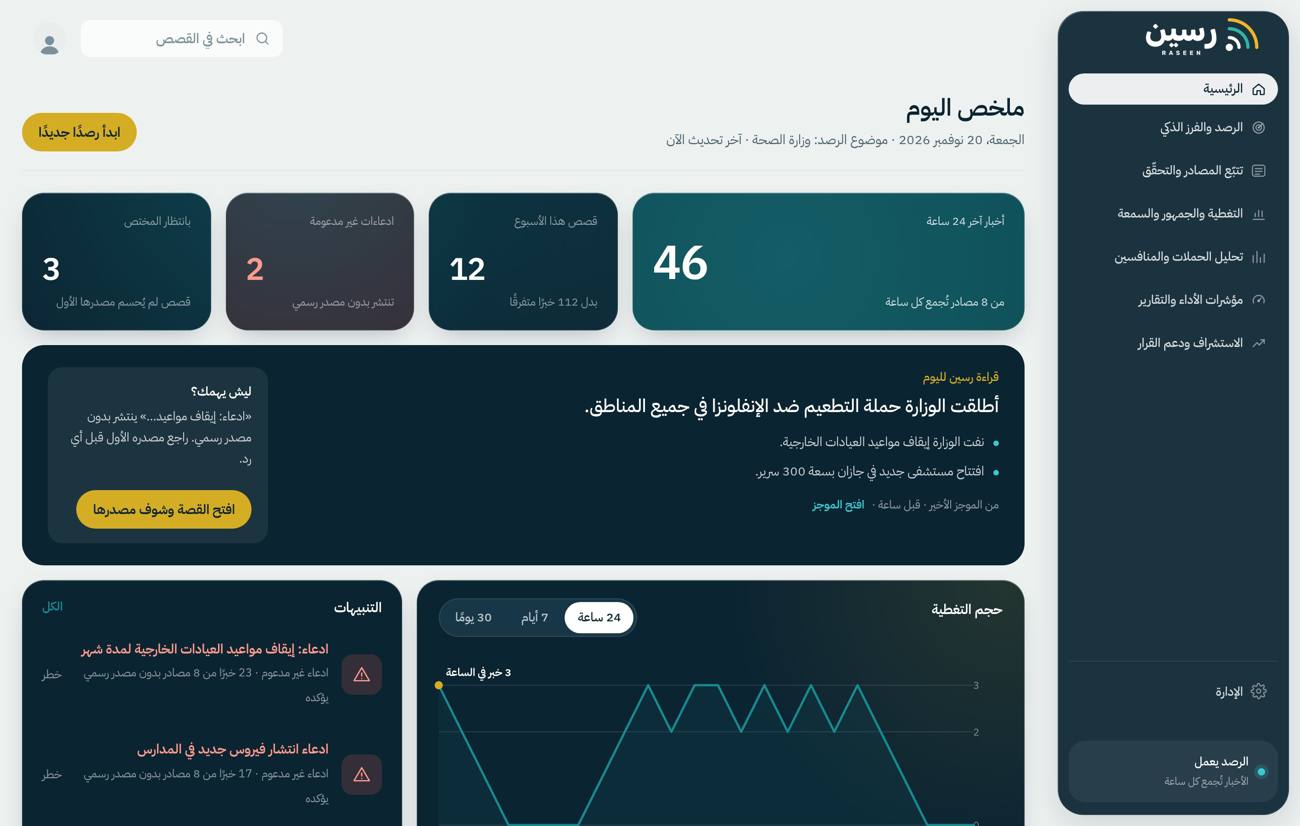 رسين
RASEEN
الرئيسية
الرصد والفرز الذكي
تتبّع المصادر والتحقّق
التغطية والجمهور والسمعة
تحليل الحملات والمنافسين
مؤشرات الأداء والتقارير
الاستشراف ودعم القرار
الإدارة
الرصد يعمل
الأخبار تُجمع كل ساعة
ابحث في القصص
ملخص اليوم
الجمعة، 20 نوفمبر 2026 · موضوع الرصد: وزارة الصحة · آخر تحديث الآن
ابدأ رصدًا جديدًا
أخبار آخر 24 ساعة
46
من 8 مصادر تُجمع كل ساعة
قصص هذا الأسبوع
12
بدل 112 خبرًا متفرقًا
ادعاءات غير مدعومة
2
تنتشر بدون مصدر رسمي
بانتظار المختص
3
قصص لم يُحسم مصدرها الأول
قراءة رسين لليوم
أطلقت الوزارة حملة التطعيم ضد الإنفلونزا في جميع المناطق.
نفت الوزارة إيقاف مواعيد العيادات الخارجية.
افتتاح مستشفى جديد في جازان بسعة 300 سرير.
من الموجز الأخير · قبل ساعة · افتح الموجز
ليش يهمك؟
«ادعاء: إيقاف مواعيد...» ينتشر بدون
مصدر رسمي. راجع مصدره الأول قبل أي
رد.
افتح القصة وشوف مصدرها
حجم التغطية
24 ساعة
7 أيام
30 يومًا
3 خبر في الساعة
3
2
0
التنبيهات
الكل
ادعاء: إيقاف مواعيد العيادات الخارجية لمدة شهر
ادعاء غير مدعوم · 23 خبرًا من 8 مصادر بدون مصدر رسمي
يؤكده
خطر
ادعاء انتشار فيروس جديد في المدارس
ادعاء غير مدعوم · 17 خبرًا من 8 مصادر بدون مصدر رسمي
يؤكده
خطر